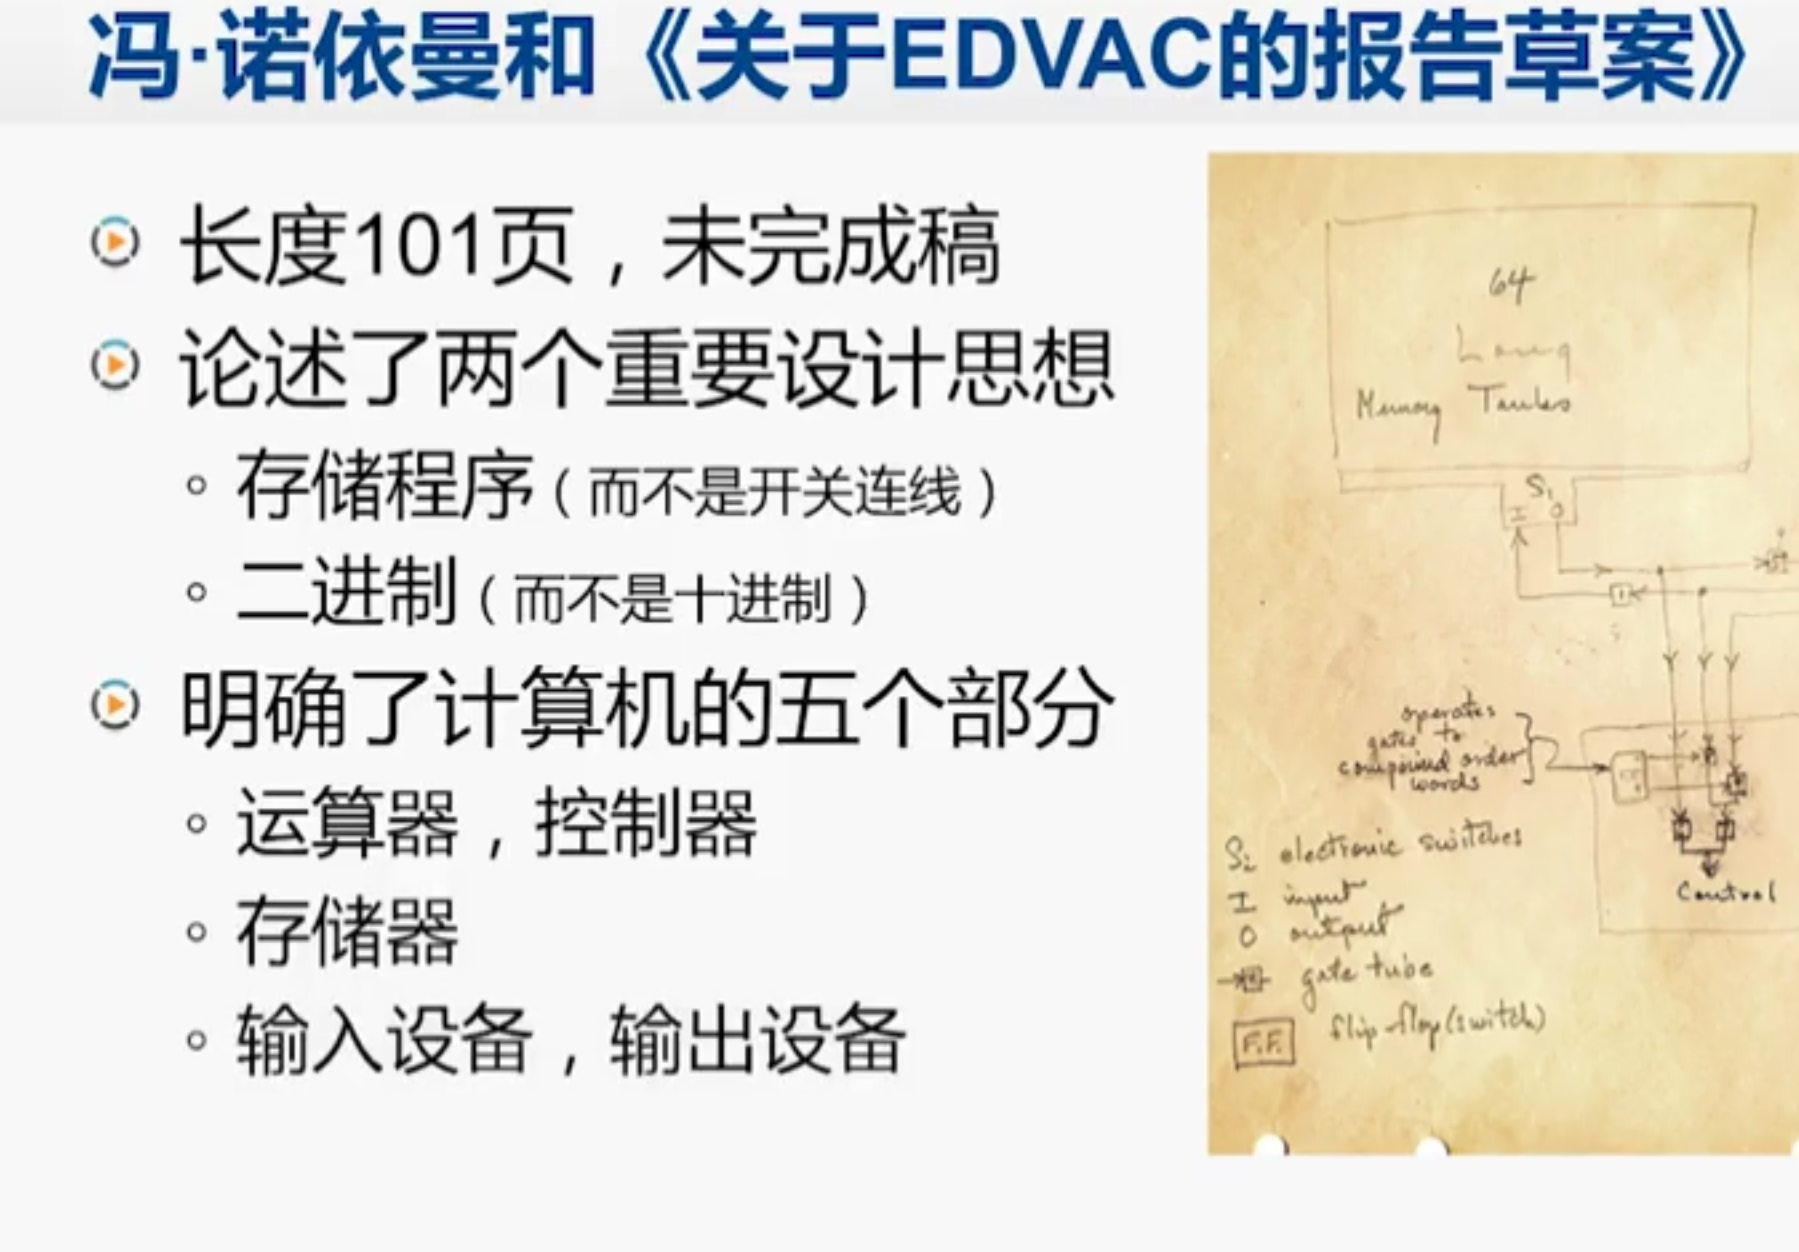 冯·诺依曼和《关于EDVAC的报告草案》
长度101页，未完成稿
论述了两个重要设计思想
存储程序（而不是开关连线）
二进制（而不是十进制）
明确了计算机的五个部分
运算器，控制器
存储器
输入设备，输出设备
64
Long
Memory Tanks
S₁
I O
operates
gates to
compound order
words
Control
Si electronic switches
I input
O output
gate tube
F.F. flip-flop (switch)